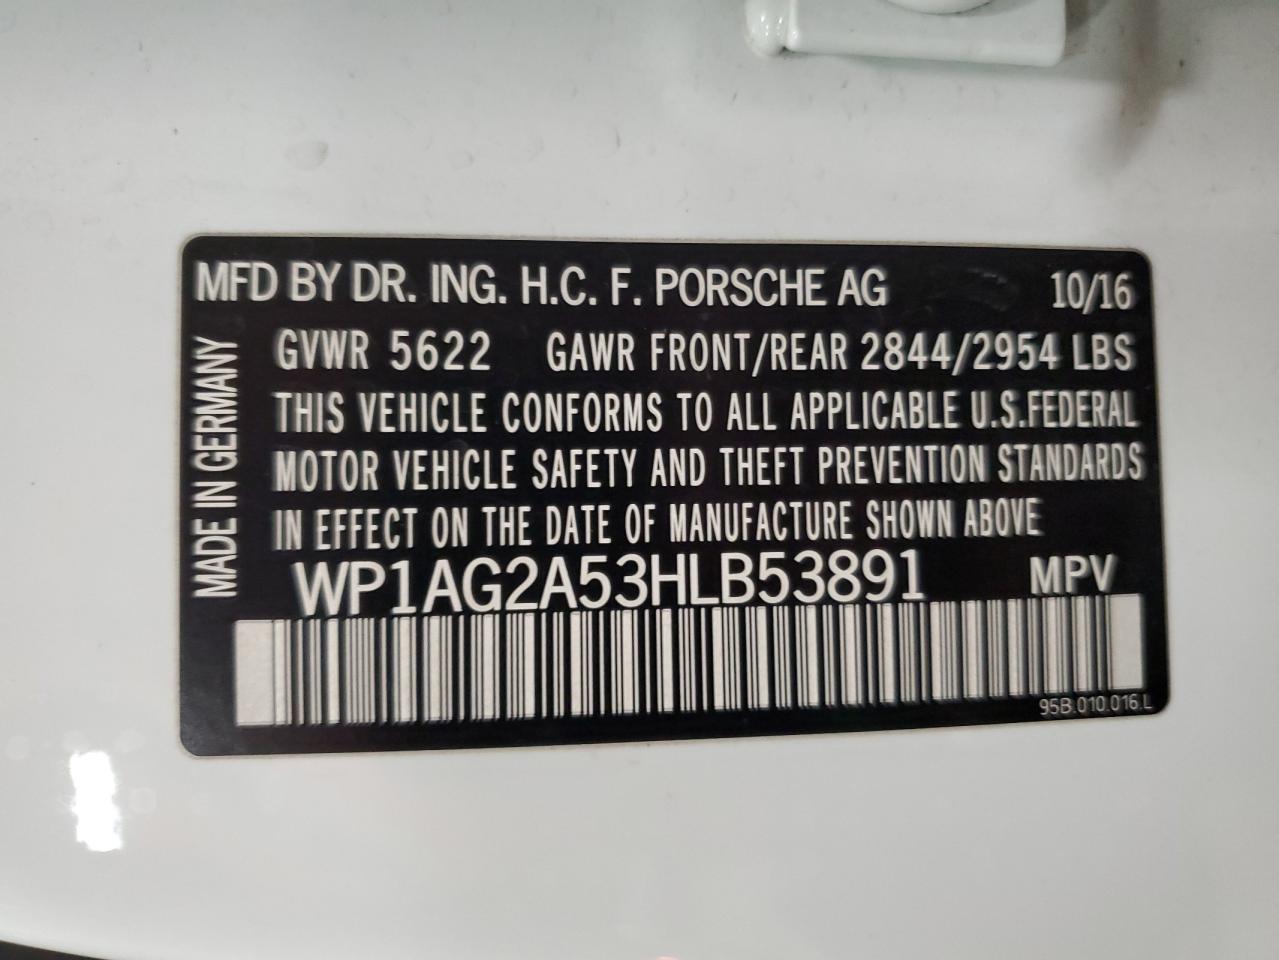 MFD BY DR. ING. H.C. F. PORSCHE AG 10/16
GVWR 5622 GAWR FRONT/REAR 2844/2954 LBS
THIS VEHICLE CONFORMS TO ALL APPLICABLE U.S.FEDERAL
MOTOR VEHICLE SAFETY AND THEFT PREVENTION STANDARDS
IN EFFECT ON THE DATE OF MANUFACTURE SHOWN ABOVE
WP1AG2A53HLB53891 MPV
95B.010.016.L
MADE IN GERMANY